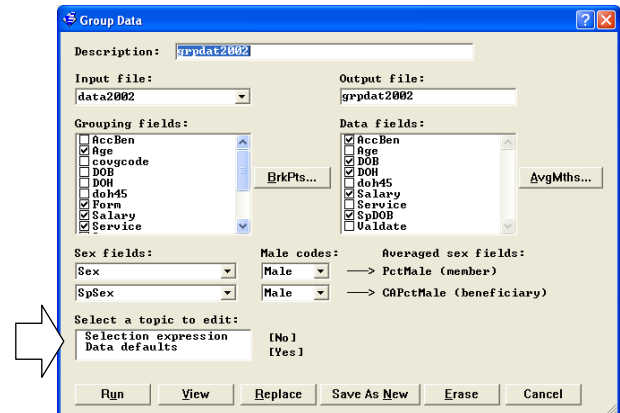 Group Data
Description: grpdat2002
Input file: Output file:
data2002 grpdat2002
Grouping fields: Data fields:
AccBen AccBen
Age Age
covgcode DOB
DOB DOH
DOH doh45
doh45 Salary
Form Service
Salary SpDOB
Service Valdate
BrkPts... AvgMths...
Sex fields: Male codes: Averaged sex fields:
Sex Male ---> PctMale (member)
SpSex Male ---> CAPctMale (beneficiary)
Select a topic to edit:
Selection expression [No]
Data defaults [Yes]
Run View Replace Save As New Erase Cancel